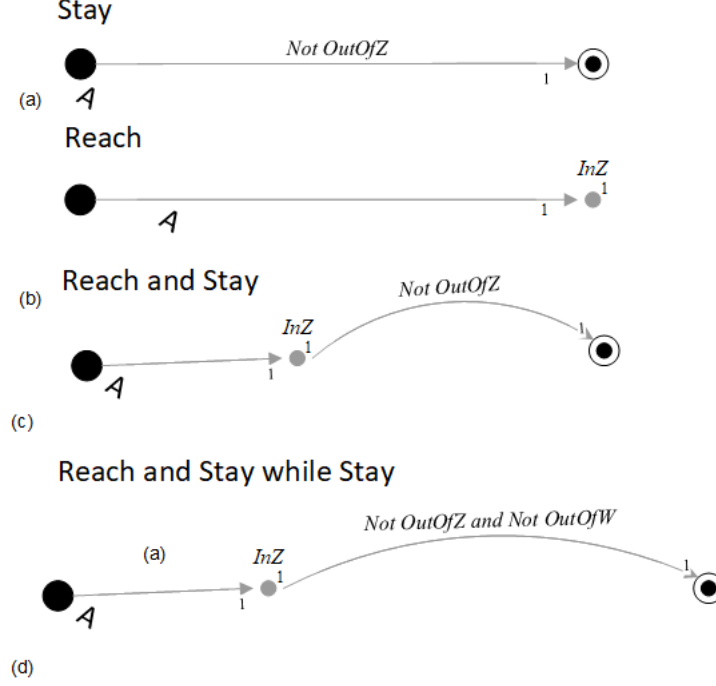 Stay
Not OutOfZ
1
(a)
A
Reach
InZ
1
1
A
Reach and Stay
(b)
Not OutOfZ
InZ
1
1
1
A
(c)
Reach and Stay while Stay
Not OutOfZ and Not OutOfW
(a)
InZ
1
1
1
A
(d)